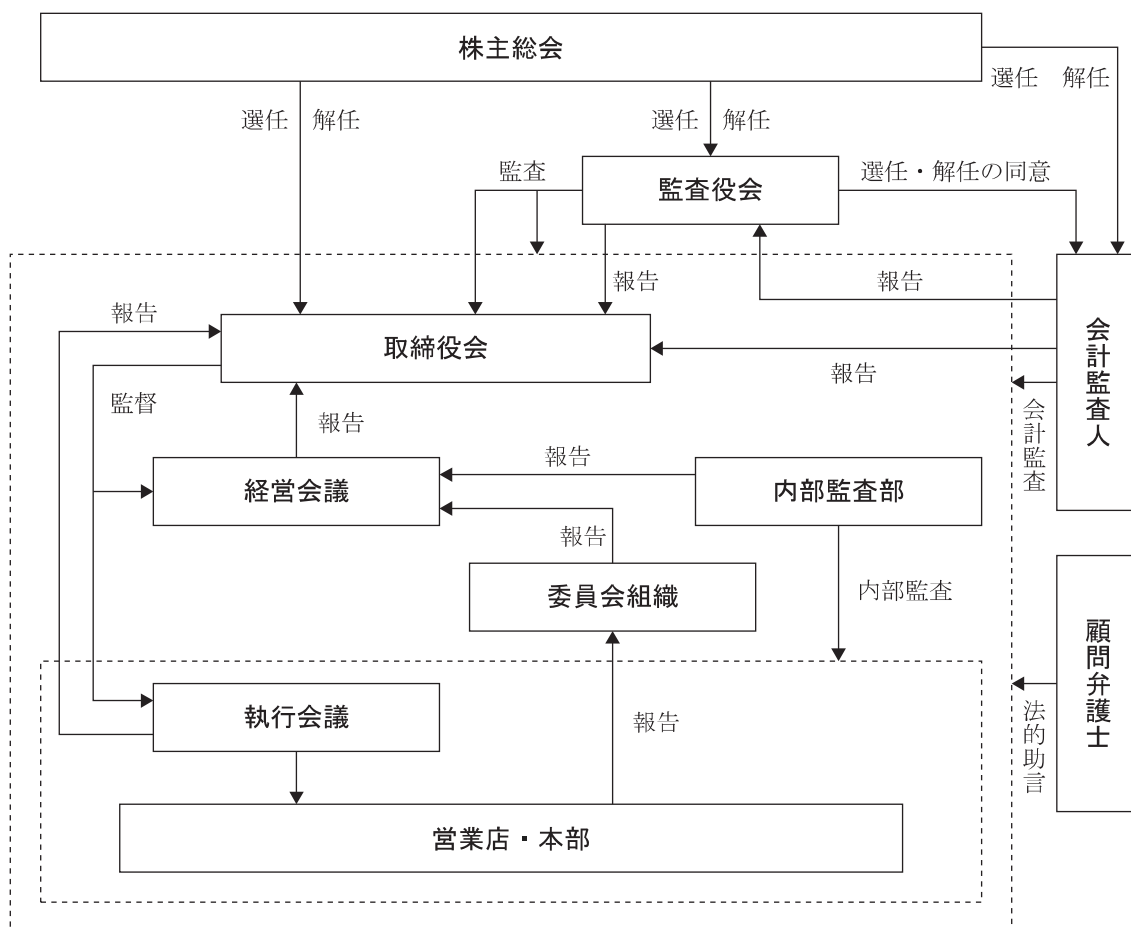 株主総会
選任 解任
選任 解任
選任 解任
監査
監査役会
選任・解任の同意
報告
報告
報告
取締役会
報告
会計監査人
監督
報告
会計監査
経営会議
報告
内部監査部
報告
委員会組織
内部監査
顧問弁護士
執行会議
報告
法的助言
営業店・本部